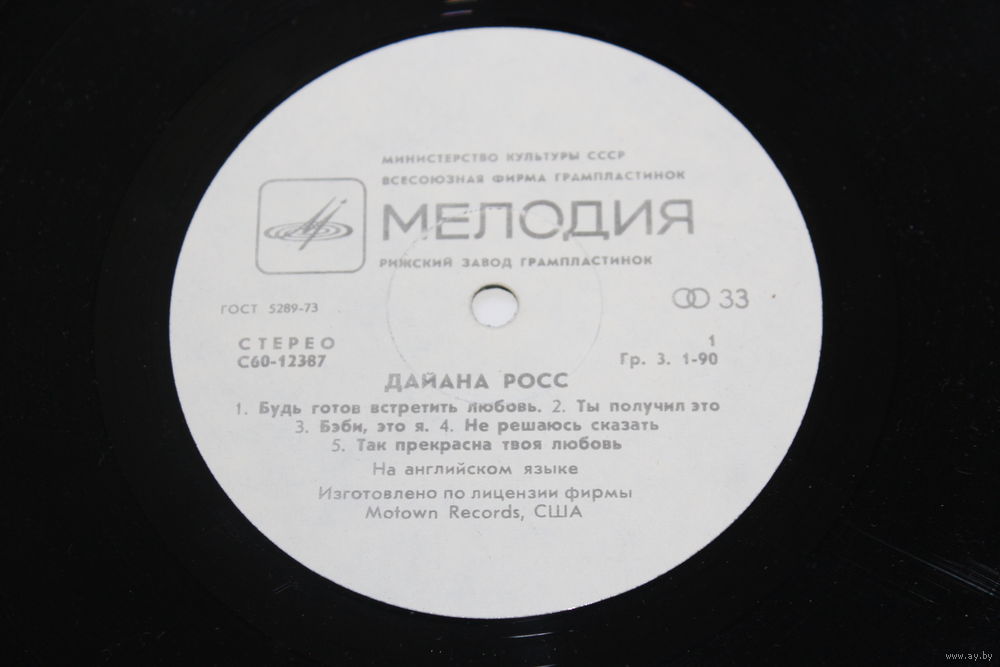 МИНИСТЕРСТВО КУЛЬТУРЫ СССР
ВСЕСОЮЗНАЯ ФИРМА ГРАМПЛАСТИНОК
МЕЛОДИЯ
РИЖСКИЙ ЗАВОД ГРАМПЛАСТИНОК
ГОСТ 5289-73
33
СТЕРЕО
С60-12387
1
Гр. 3. 1-90
ДАЙАНА РОСС
1. Будь готов встретить любовь. 2. Ты получил это
3. Бэби, это я. 4. Не решаюсь сказать
5. Так прекрасна твоя любовь
На английском языке
Изготовлено по лицензии фирмы
Motown Records, США
www.ay.by